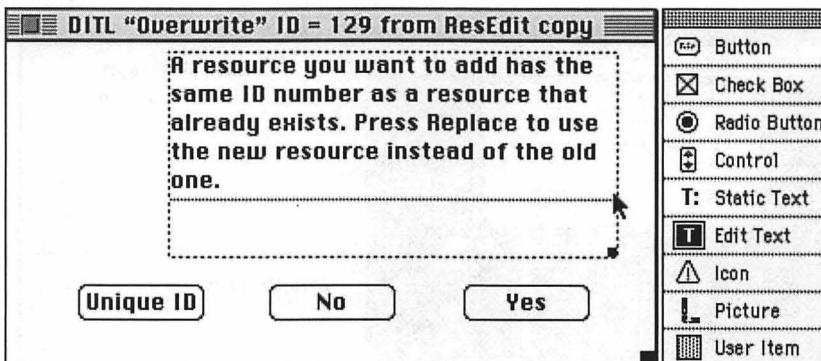 DITL “Overwrite” ID = 129 from ResEdit copy
A resource you want to add has the
same ID number as a resource that
already exists. Press Replace to use
the new resource instead of the old
one.
Unique ID
No
Yes
Button
Check Box
Radio Button
Control
T: Static Text
T Edit Text
Icon
Picture
User Item